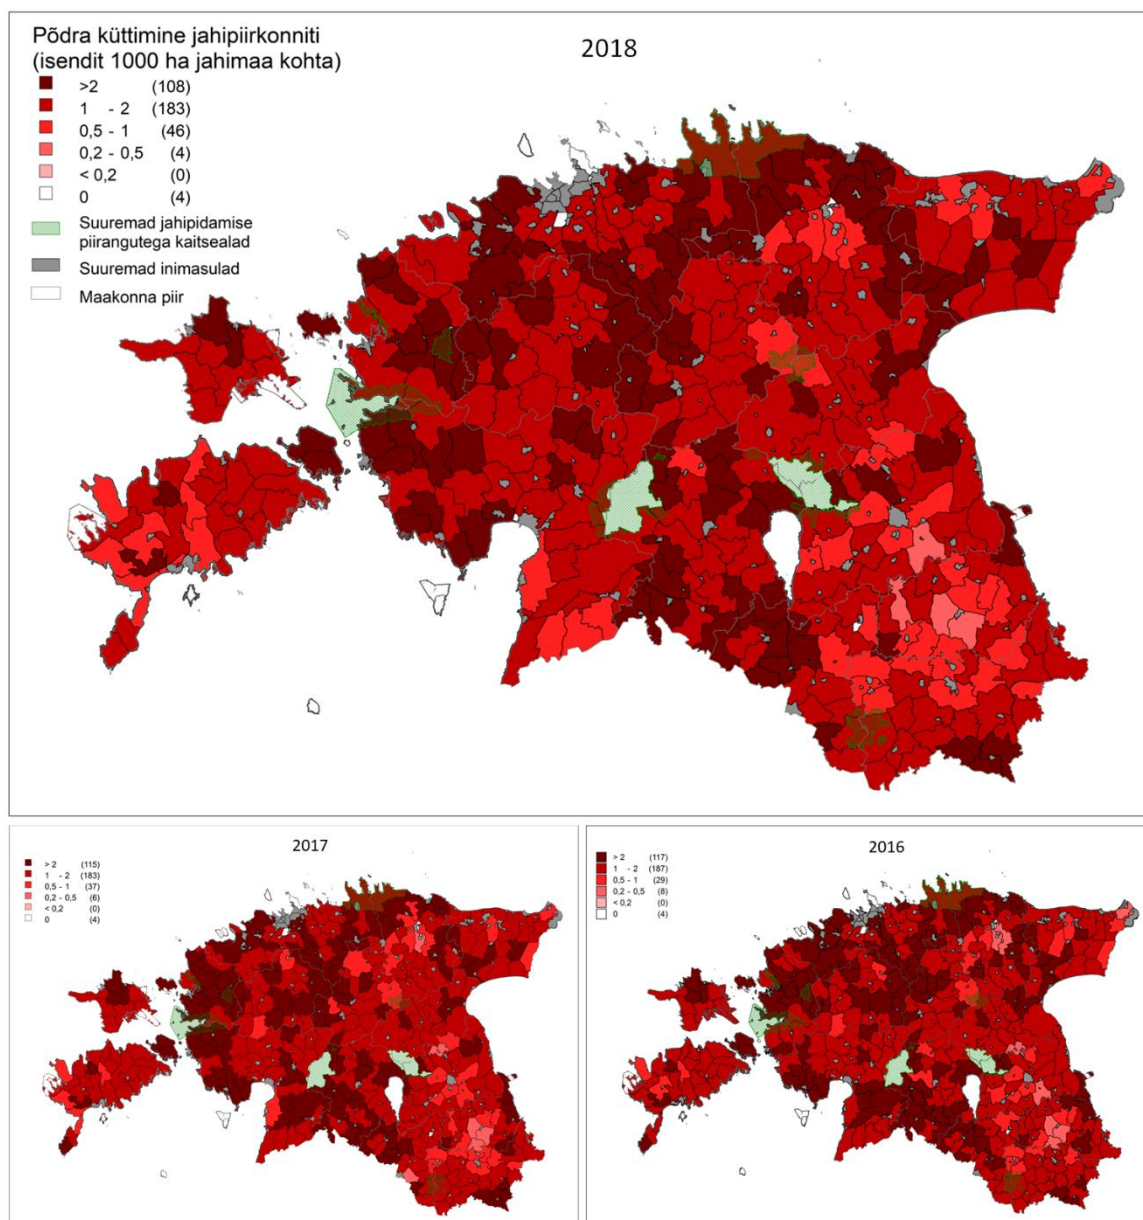 Põdra küttimine jahipiirkonniti
(isendit 1000 ha jahimaa kohta)
2018
>2 (108)
1 - 2 (183)
0,5 - 1 (46)
0,2 - 0,5 (4)
< 0,2 (0)
0 (4)
Suuremad jahipidamise
piirangutega kaitsealad
Suuremad inimasulad
Maakonna piir
2017
> 2 (115)
1 - 2 (183)
0,5 - 1 (37)
0,2 - 0,5 (6)
< 0,2 (0)
0 (4)
2016
> 2 (117)
1 - 2 (187)
0,5 - 1 (29)
0,2 - 0,5 (8)
< 0,2 (0)
0 (4)